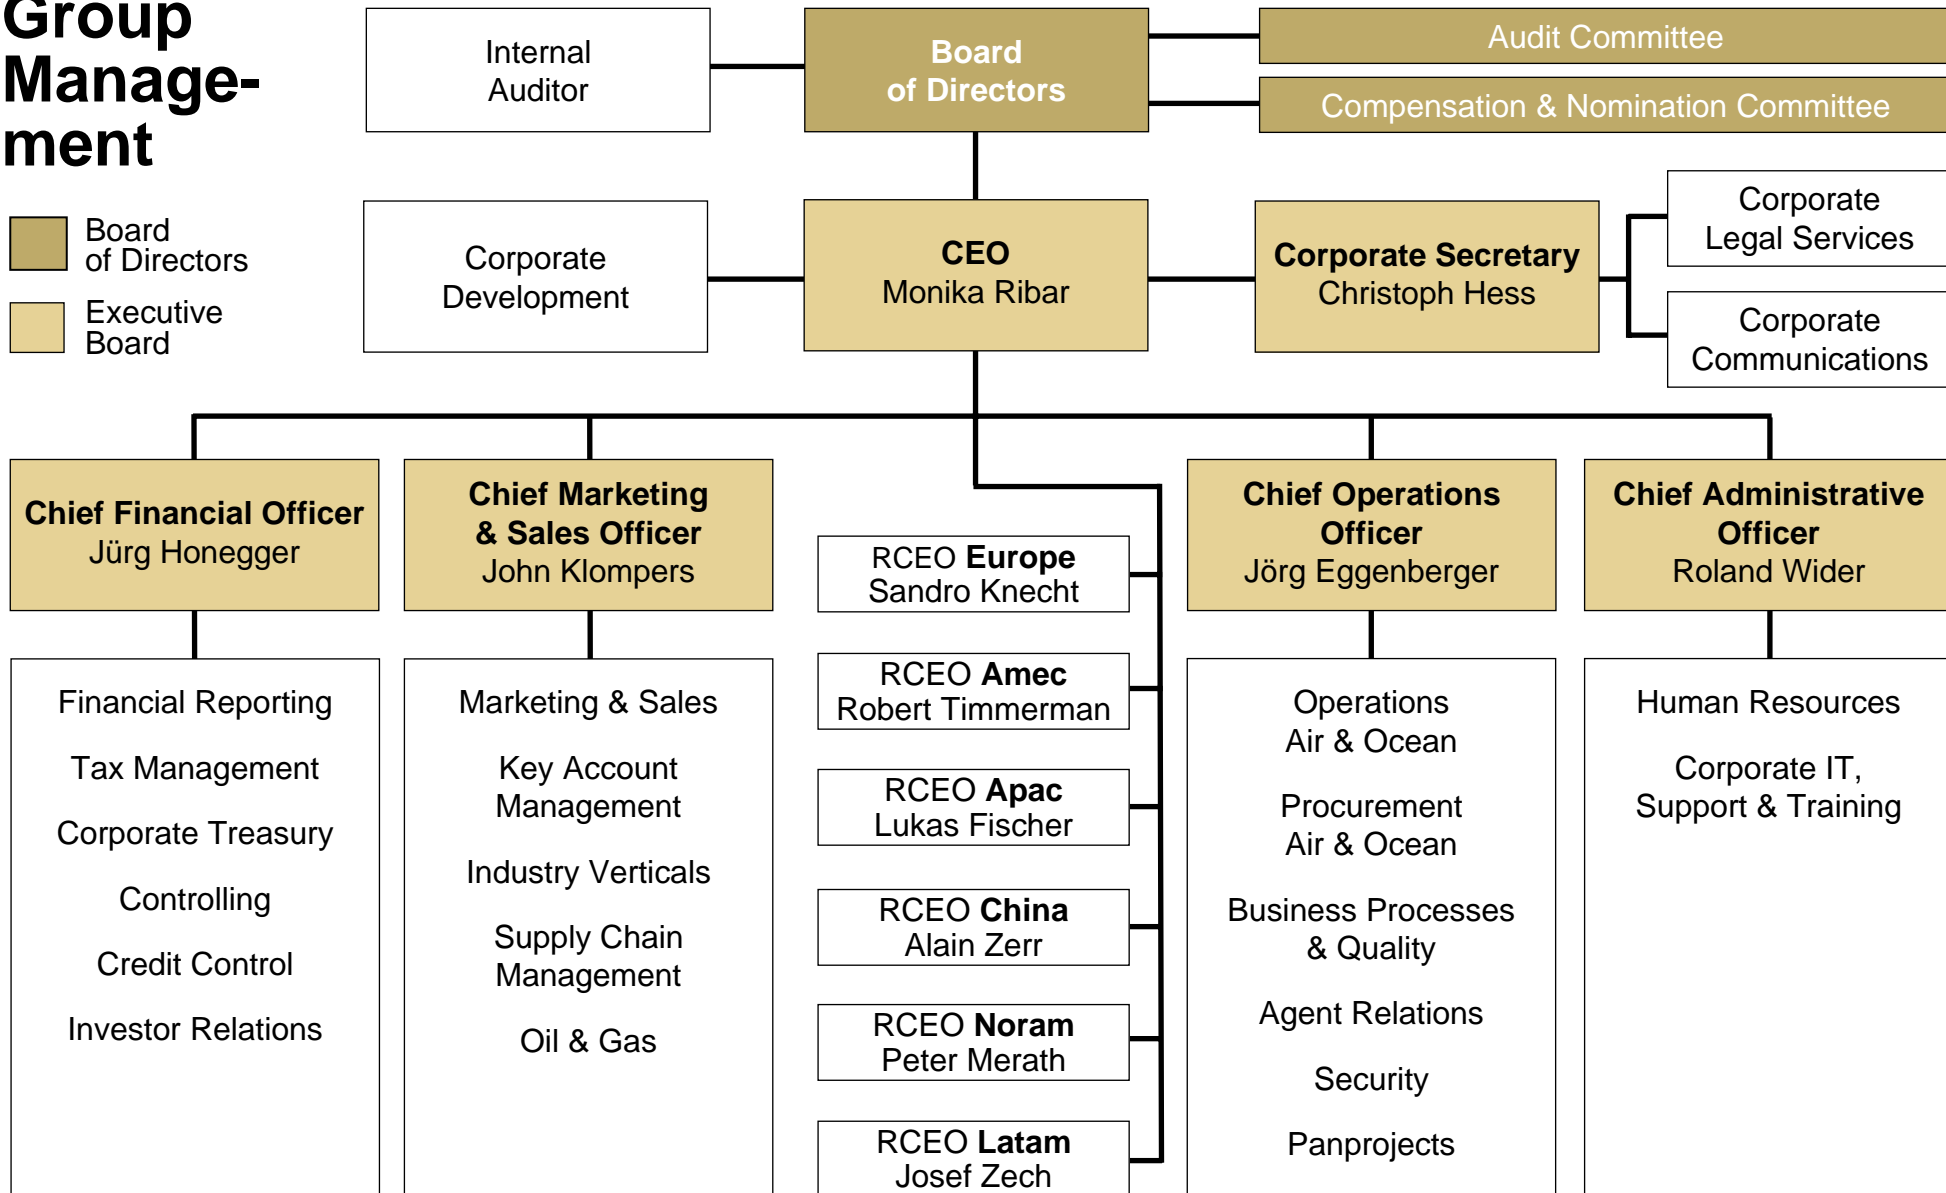 Group
Manage-
ment
Board
of Directors
Executive
Board
Internal
Auditor
Board
of Directors
Audit Committee
Compensation & Nomination Committee
Corporate
Development
CEO
Monika Ribar
Corporate Secretary
Christoph Hess
Corporate
Legal Services
Corporate
Communications
Chief Financial Officer
Jürg Honegger
Financial Reporting
Tax Management
Corporate Treasury
Controlling
Credit Control
Investor Relations
Chief Marketing
& Sales Officer
John Klompers
Marketing & Sales
Key Account
Management
Industry Verticals
Supply Chain
Management
Oil & Gas
RCEO Europe
Sandro Knecht
RCEO Amec
Robert Timmerman
RCEO Apac
Lukas Fischer
RCEO China
Alain Zerr
RCEO Noram
Peter Merath
RCEO Latam
Josef Zech
Chief Operations
Officer
Jörg Eggenberger
Operations
Air & Ocean
Procurement
Air & Ocean
Business Processes
& Quality
Agent Relations
Security
Panprojects
Chief Administrative
Officer
Roland Wider
Human Resources
Corporate IT,
Support & Training